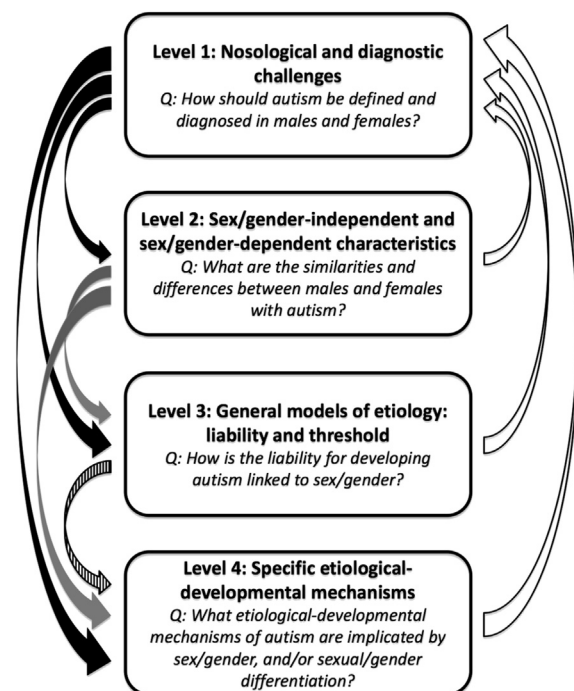 Level 1: Nosological and diagnostic
challenges
Q: How should autism be defined and
diagnosed in males and females?
Level 2: Sex/gender-independent and
sex/gender-dependent characteristics
Q: What are the similarities and
differences between males and females
with autism?
Level 3: General models of etiology:
liability and threshold
Q: How is the liability for developing
autism linked to sex/gender?
Level 4: Specific etiological-
developmental mechanisms
Q: What etiological-developmental
mechanisms of autism are implicated by
sex/gender, and/or sexual/gender
differentiation?